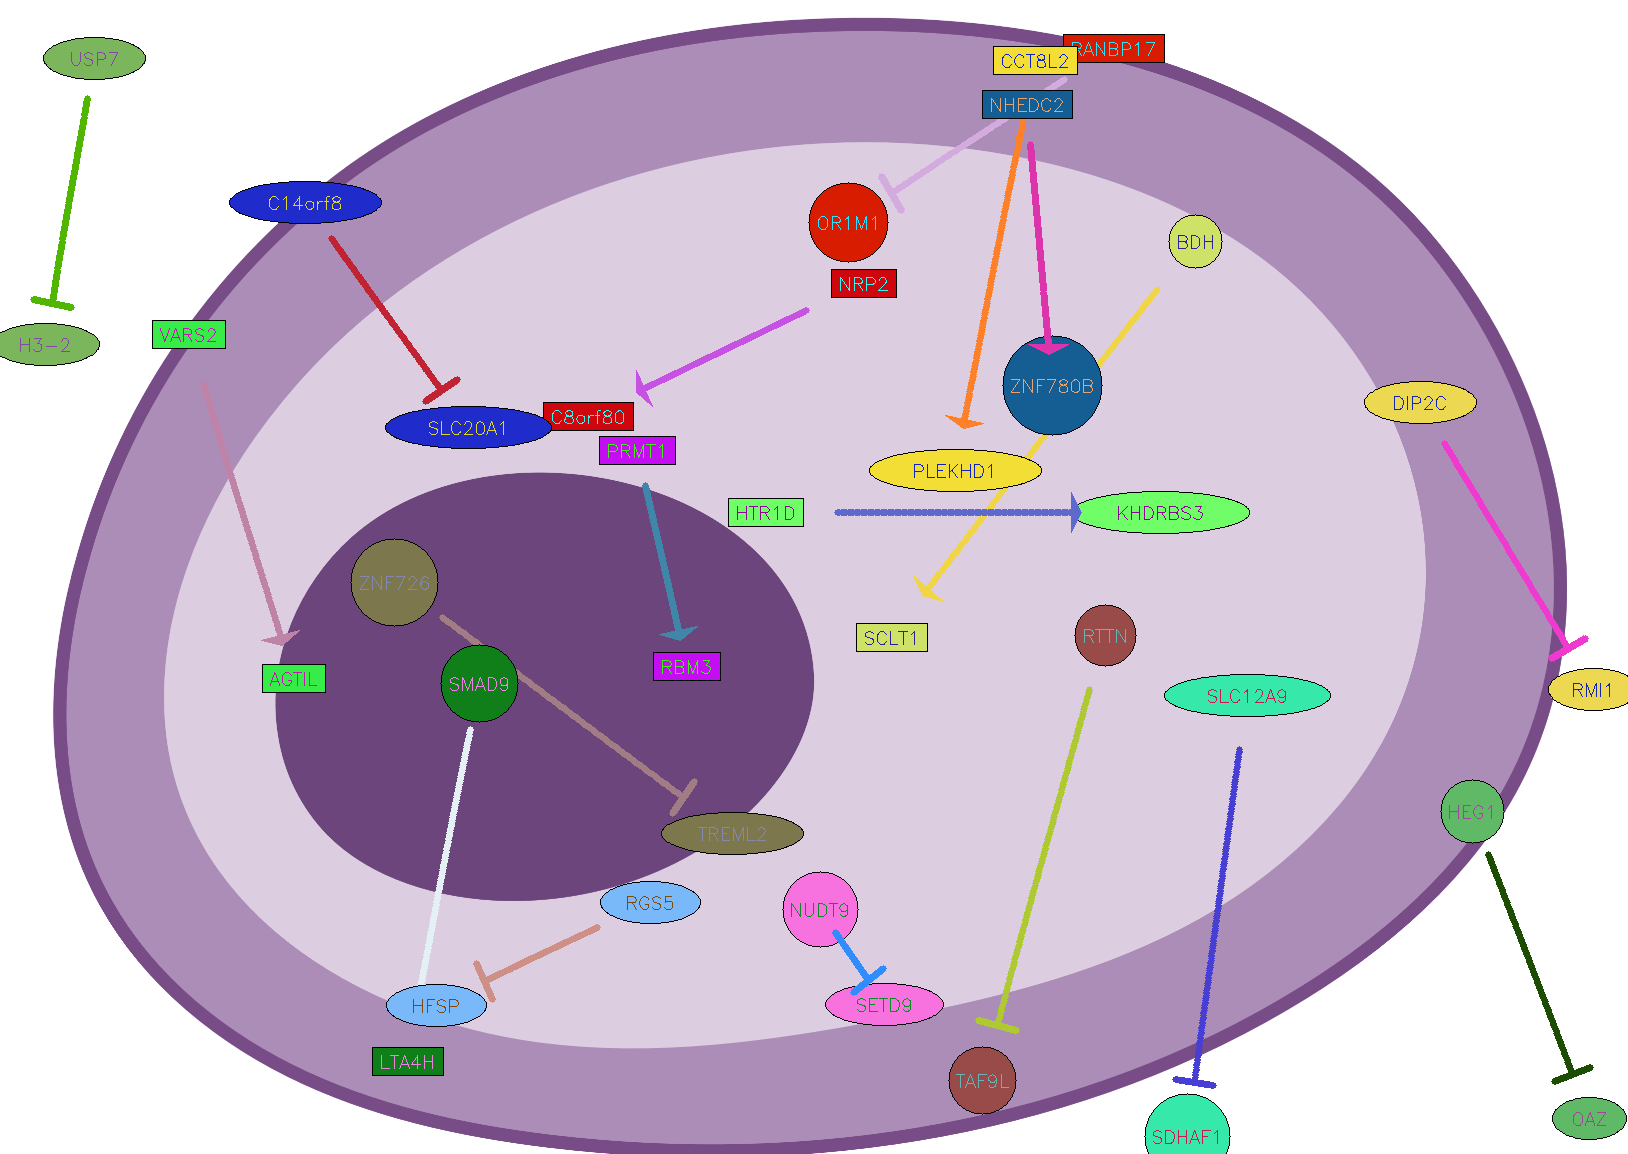 USP7
RANBP17
CCT8L2
NHEDC2
C14orf8
OR1M1
BDH
NRP2
VARS2
H3-2
ZNF780B
DIP2C
C8orf80
SLC20A1
PRMT1
PLEKHD1
HTR1D
KHDRBS3
ZNF726
SCLT1
RTTN
RBM3
AGTIL
SMAD9
SLC12A9
RMI1
HEG1
TREML2
RGS5
NUDT9
HFSP
SETD9
LTA4H
TAF9L
OAZ
SDHAF1